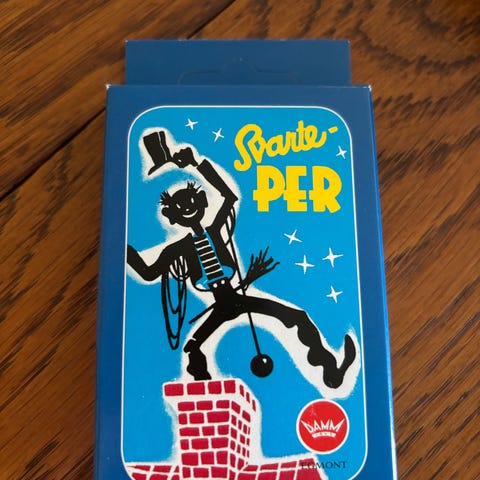 Svarte-
PER
DAMM
EGMONT